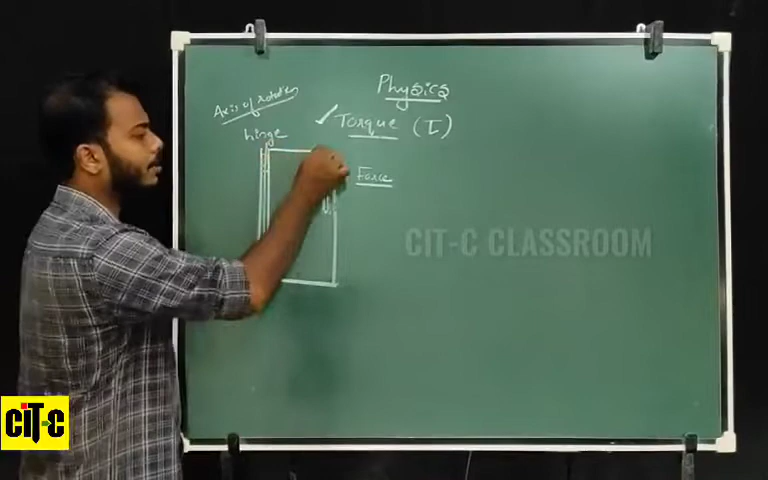 Physics
Axis of rotation
✓ Torque (τ)
hinge
Force
CIT-C CLASSROOM
CiT-C